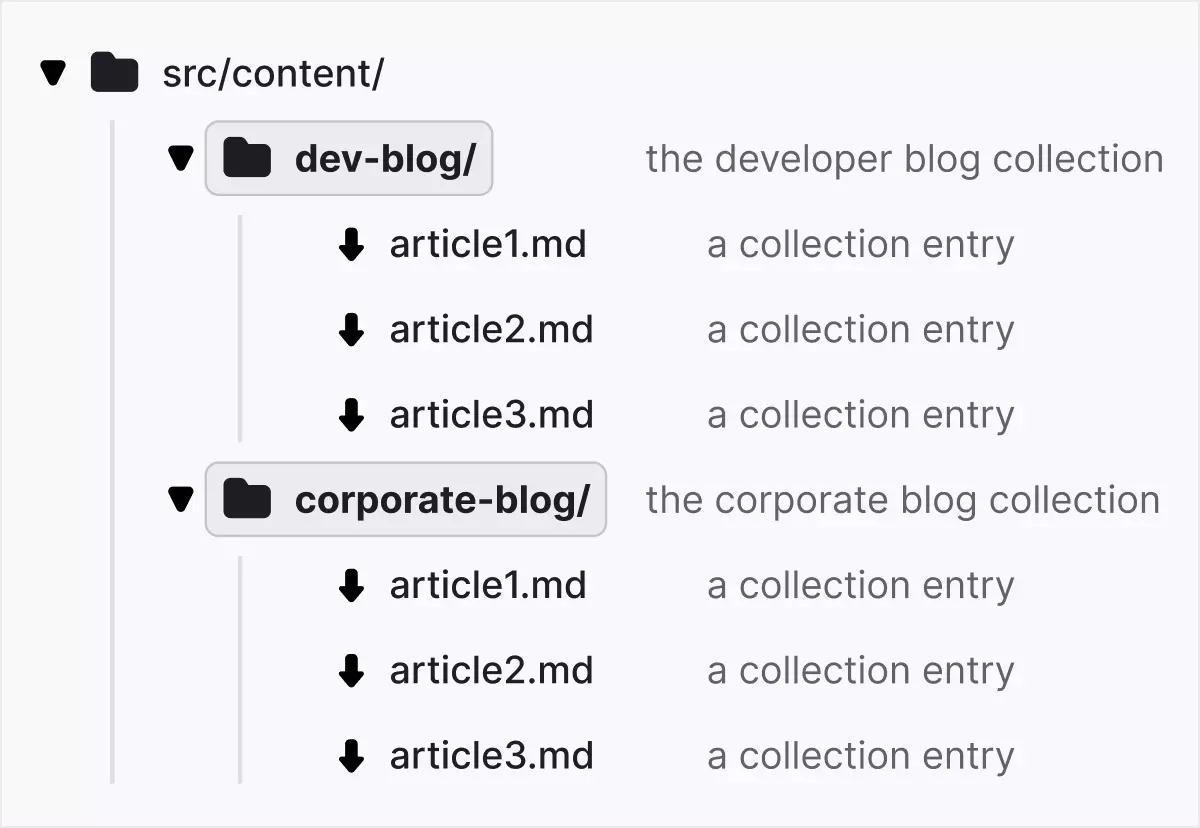 src/content/
dev-blog/ the developer blog collection
article1.md a collection entry
article2.md a collection entry
article3.md a collection entry
corporate-blog/ the corporate blog collection
article1.md a collection entry
article2.md a collection entry
article3.md a collection entry